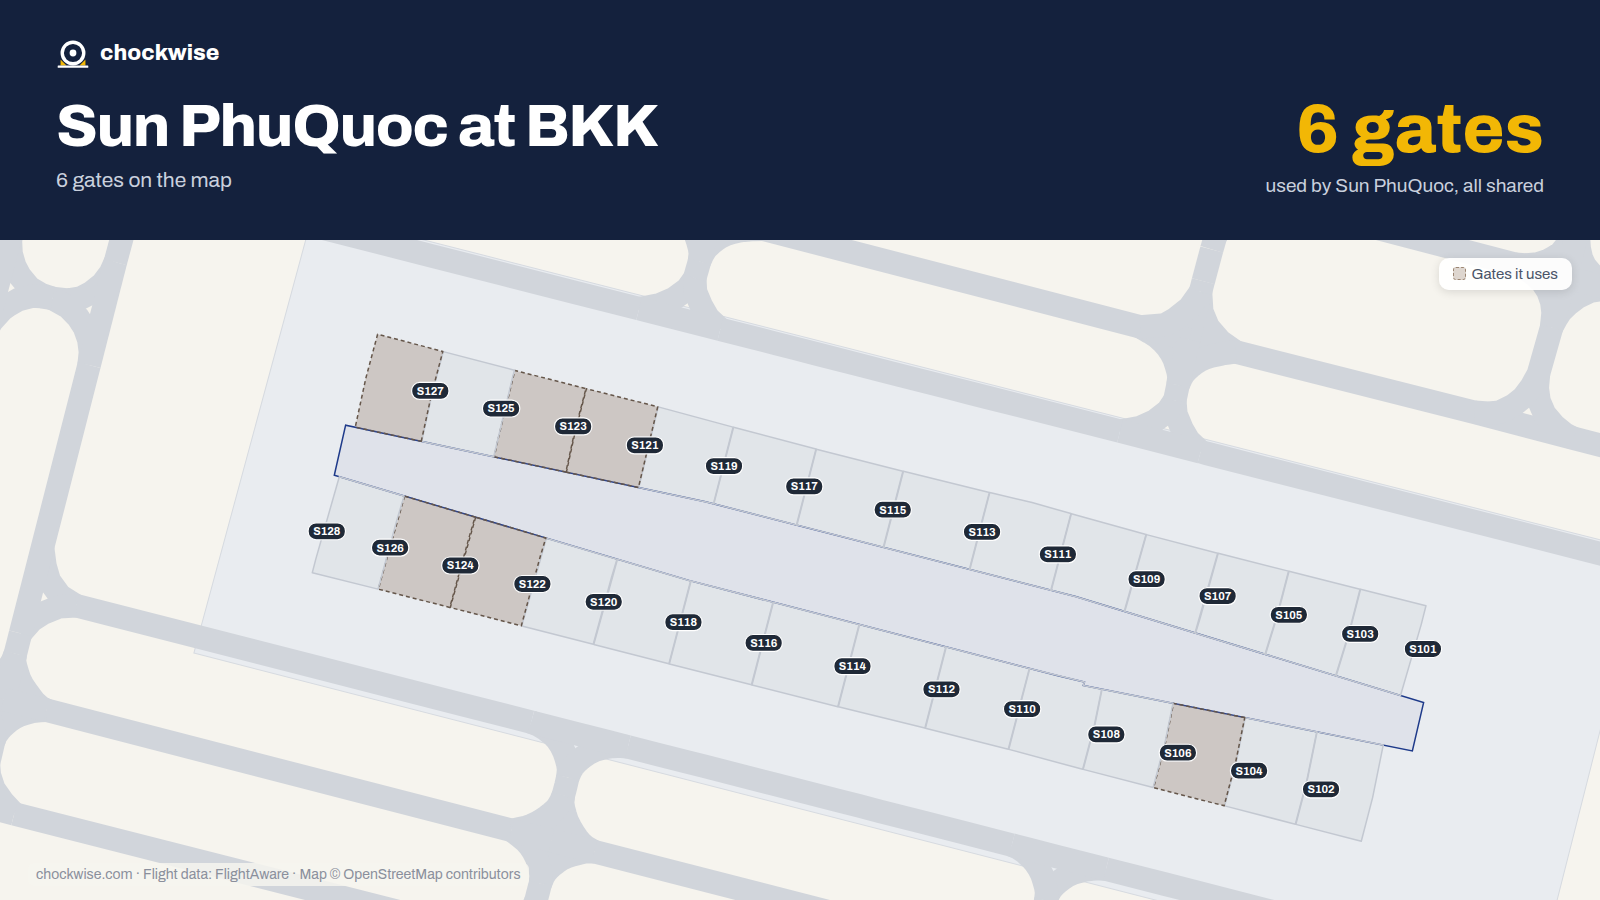 chockwise
Sun PhuQuoc at BKK
6 gates on the map
6 gates
used by Sun PhuQuoc, all shared
Gates it uses
S127
S125
S123
S121
S119
S117
S115
S113
S111
S109
S107
S105
S103
S101
S128
S126
S124
S122
S120
S118
S116
S114
S112
S110
S108
S106
S104
S102
chockwise.com · Flight data: FlightAware · Map © OpenStreetMap contributors